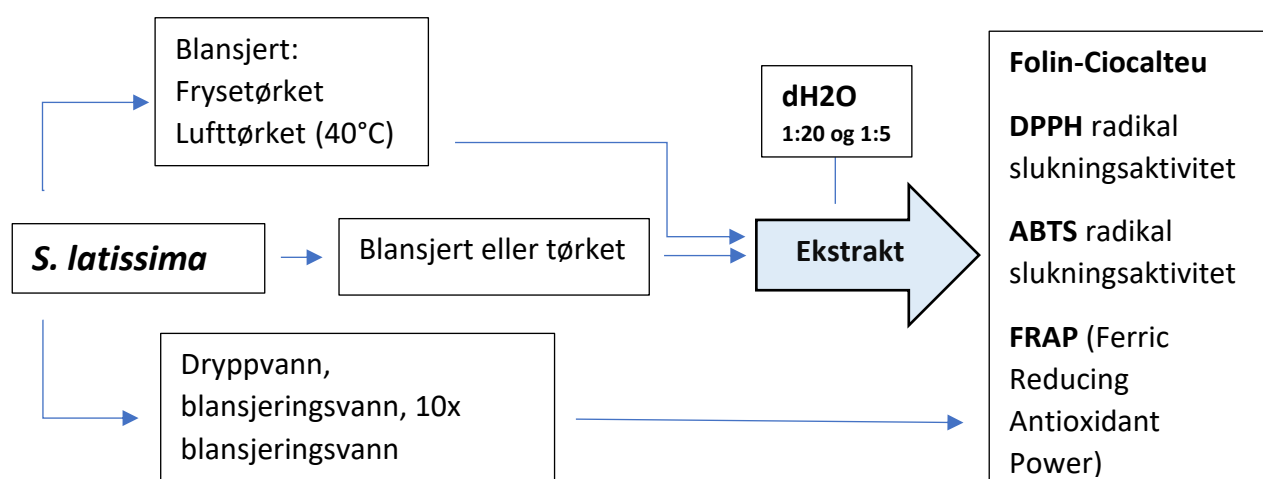 Blansjert:
Frysetørket
Lufttørket (40°C)
S. latissima
Blansjert eller tørket
Dryppvann,
blansjeringsvann, 10x
blansjeringsvann
dH2O
1:20 og 1:5
Ekstrakt
Folin-Ciocalteu
DPPH radikal
slukningsaktivitet
ABTS radikal
slukningsaktivitet
FRAP (Ferric
Reducing
Antioxidant
Power)